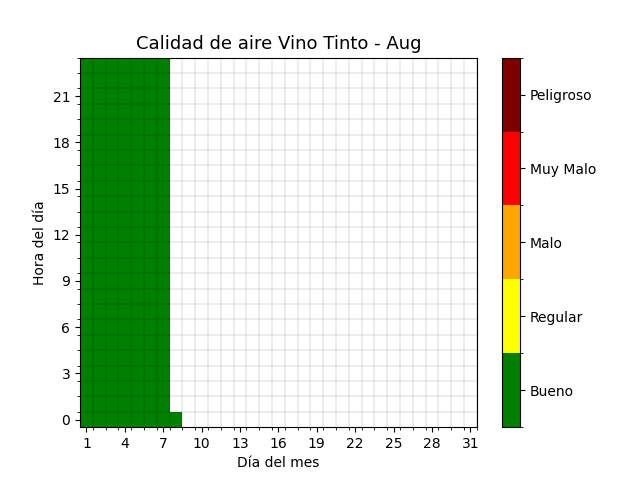 Calidad de aire Vino Tinto - Aug
Hora del día
21
18
15
12
9
6
3
0
1 4 7 10 13 16 19 22 25 28 31
Día del mes
Peligroso
Muy Malo
Malo
Regular
Bueno